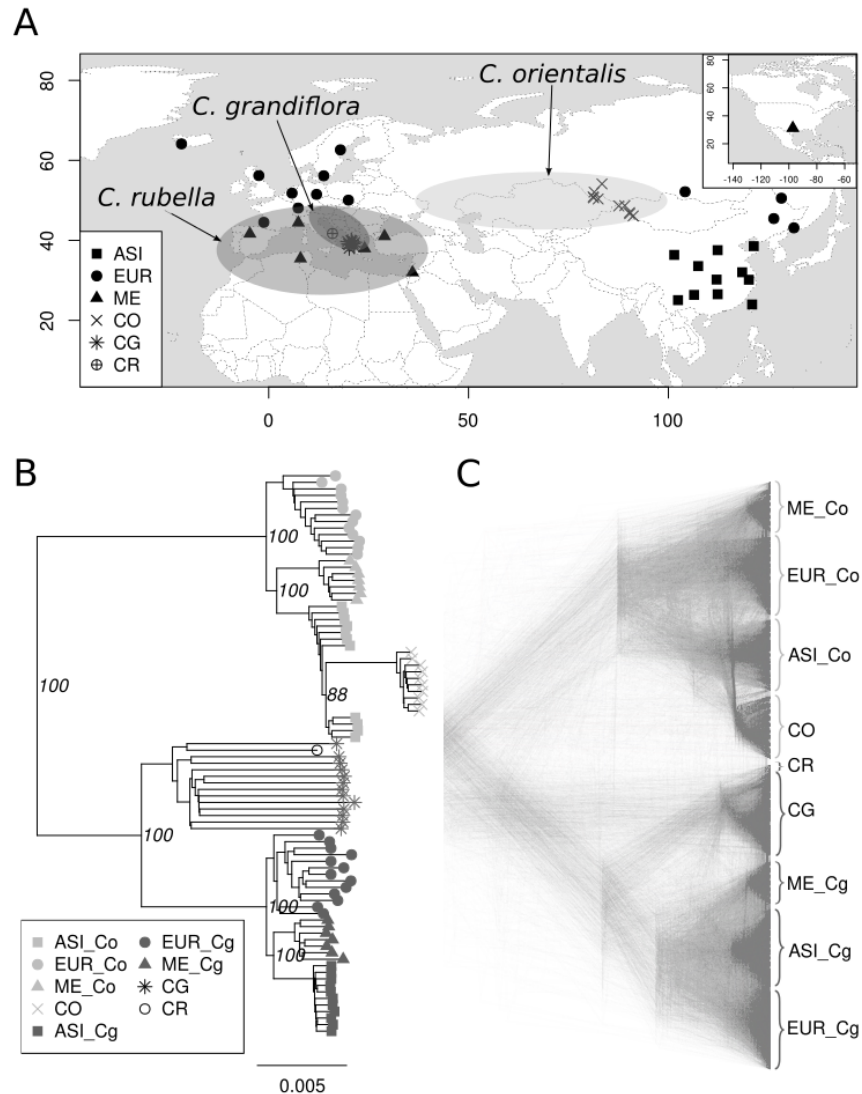 A
C. orientalis
C. grandiflora
C. rubella
80
60
40
20
ASI
EUR
ME
CO
CG
CR
0
50
100
80
60
40
20
-140
-120
-100
-80
-60
B
100
100
100
88
100
100
100
ASI_Co
EUR_Co
ME_Co
CO
ASI_Cg
EUR_Cg
ME_Cg
CG
CR
0.005
C
ME_Co
EUR_Co
ASI_Co
CO
CR
CG
ME_Cg
ASI_Cg
EUR_Cg